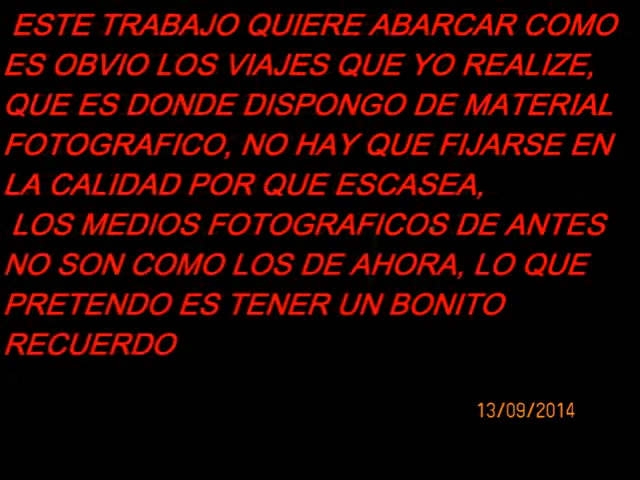 ESTE TRABAJO QUIERE ABARCAR COMO
ES OBVIO LOS VIAJES QUE YO REALIZE,
QUE ES DONDE DISPONGO DE MATERIAL
FOTOGRAFICO, NO HAY QUE FIJARSE EN
LA CALIDAD POR QUE ESCASEA,
LOS MEDIOS FOTOGRAFICOS DE ANTES
NO SON COMO LOS DE AHORA, LO QUE
PRETENDO ES TENER UN BONITO
RECUERDO
13/09/2014